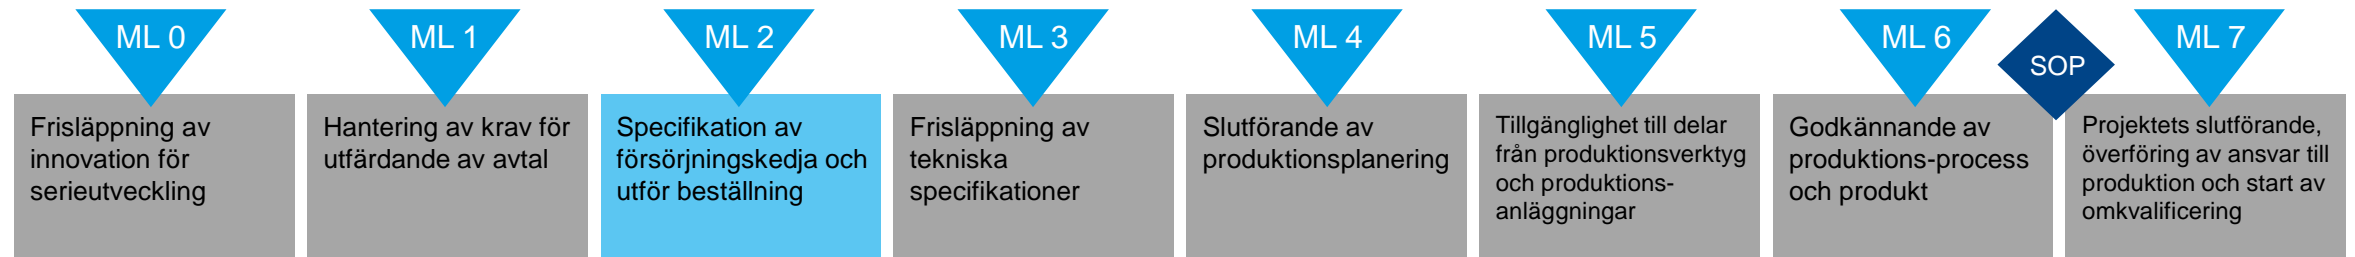 ML 0
Frisläppning av
innovation för
serieutveckling
ML 1
Hantering av krav för
utfärdande av avtal
ML 2
Specifikation av
försörjningskedja och
utför beställning
ML 3
Frisläppning av
tekniska
specifikationer
ML 4
Slutförande av
produktionsplanering
ML 5
Tillgänglighet till delar
från produktionsverktyg
och produktions-
anläggningar
ML 6
Godkännande av
produktions-process
och produkt
SOP
ML 7
Projektets slutförande,
överföring av ansvar till
produktion och start av
omkvalificering